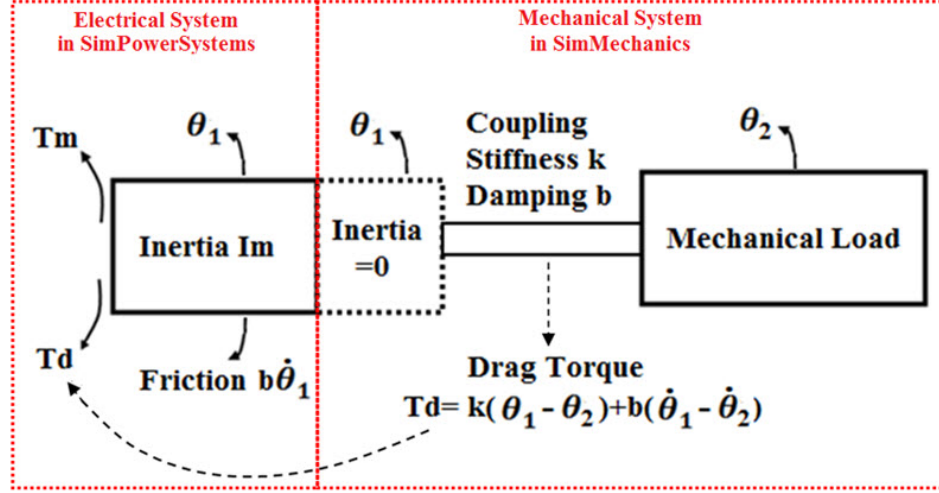 Electrical System
in SimPowerSystems
Mechanical System
in SimMechanics
Tm
θ₁
θ₁
Coupling
Stiffness k
Damping b
θ₂
Inertia Im
Inertia
=0
Mechanical Load
Td
Friction bθ̇₁
Drag Torque
Td= k(θ₁-θ₂)+b(θ̇₁-θ̇₂)